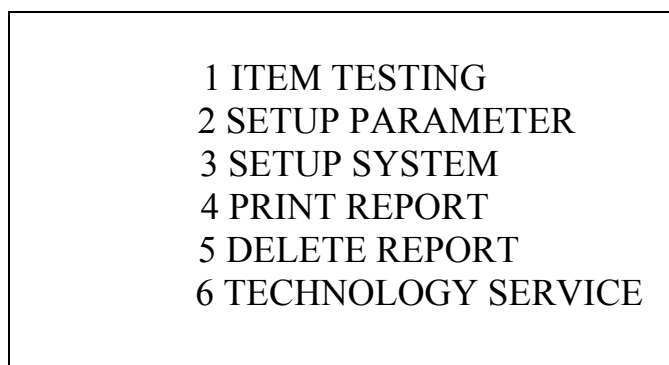 1 ITEM TESTING
2 SETUP PARAMETER
3 SETUP SYSTEM
4 PRINT REPORT
5 DELETE REPORT
6 TECHNOLOGY SERVICE